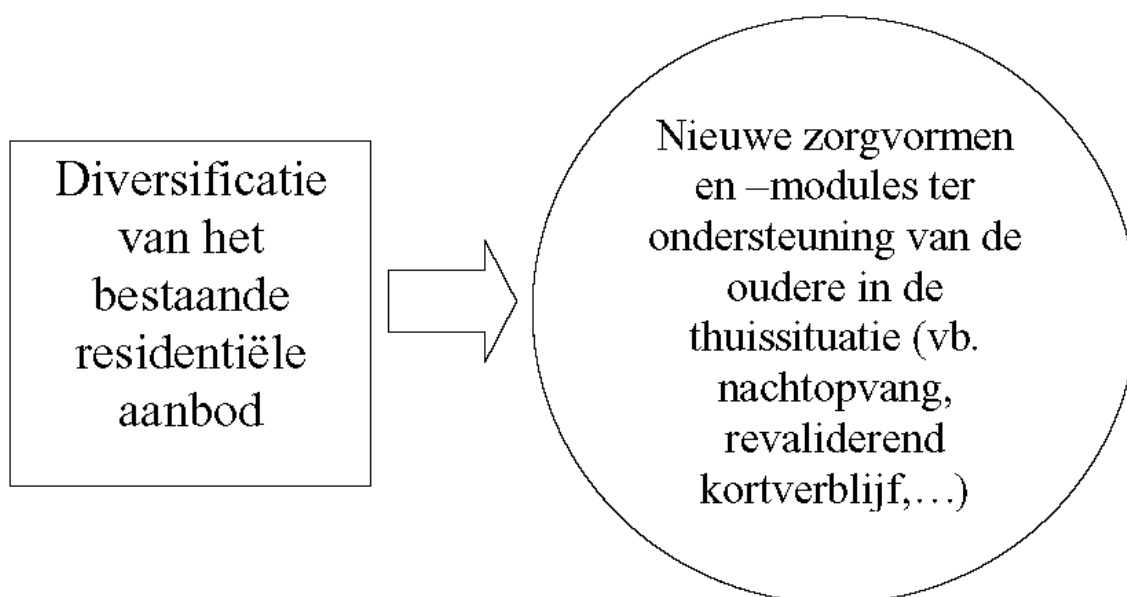 Diversificatie
van het
bestaande
residentiële
aanbod
Nieuwe zorgvormen
en –modules ter
ondersteuning van de
oudere in de
thuissituatie (vb.
nachtopvang,
revaliderend
kortverblijf,…)